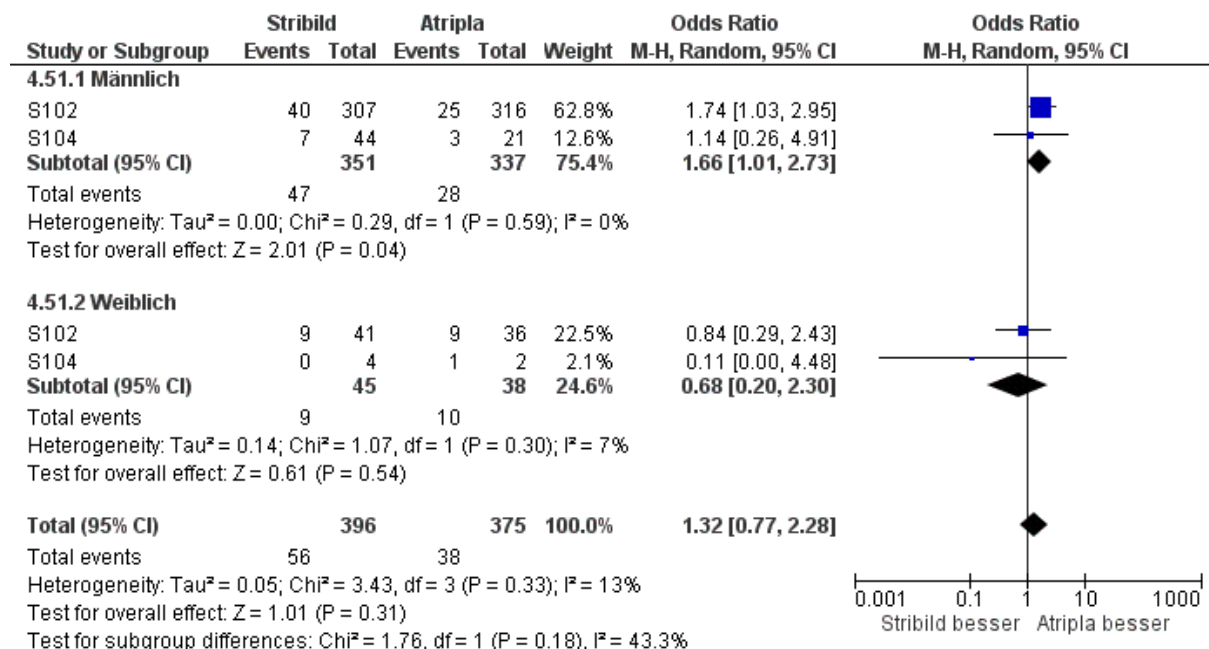 Stribild Atripla Odds Ratio Odds Ratio
Study or Subgroup Events Total Events Total Weight M-H, Random, 95% CI M-H, Random, 95% CI
4.51.1 Männlich
S102 40 307 25 316 62.8% 1.74 [1.03, 2.95]
S104 7 44 3 21 12.6% 1.14 [0.26, 4.91]
Subtotal (95% CI) 351 337 75.4% 1.66 [1.01, 2.73]
Total events 47 28
Heterogeneity: Tau² = 0.00; Chi² = 0.29, df = 1 (P = 0.59); I² = 0%
Test for overall effect: Z = 2.01 (P = 0.04)
4.51.2 Weiblich
S102 9 41 9 36 22.5% 0.84 [0.29, 2.43]
S104 0 4 1 2 2.1% 0.11 [0.00, 4.48]
Subtotal (95% CI) 45 38 24.6% 0.68 [0.20, 2.30]
Total events 9 10
Heterogeneity: Tau² = 0.14; Chi² = 1.07, df = 1 (P = 0.30); I² = 7%
Test for overall effect: Z = 0.61 (P = 0.54)
Total (95% CI) 396 375 100.0% 1.32 [0.77, 2.28]
Total events 56 38
Heterogeneity: Tau² = 0.05; Chi² = 3.43, df = 3 (P = 0.33); I² = 13%
Test for overall effect: Z = 1.01 (P = 0.31)
Test for subgroup differences: Chi² = 1.76, df = 1 (P = 0.18), I² = 43.3%
0.001 0.1 1 10 1000
Stribild besser Atripla besser